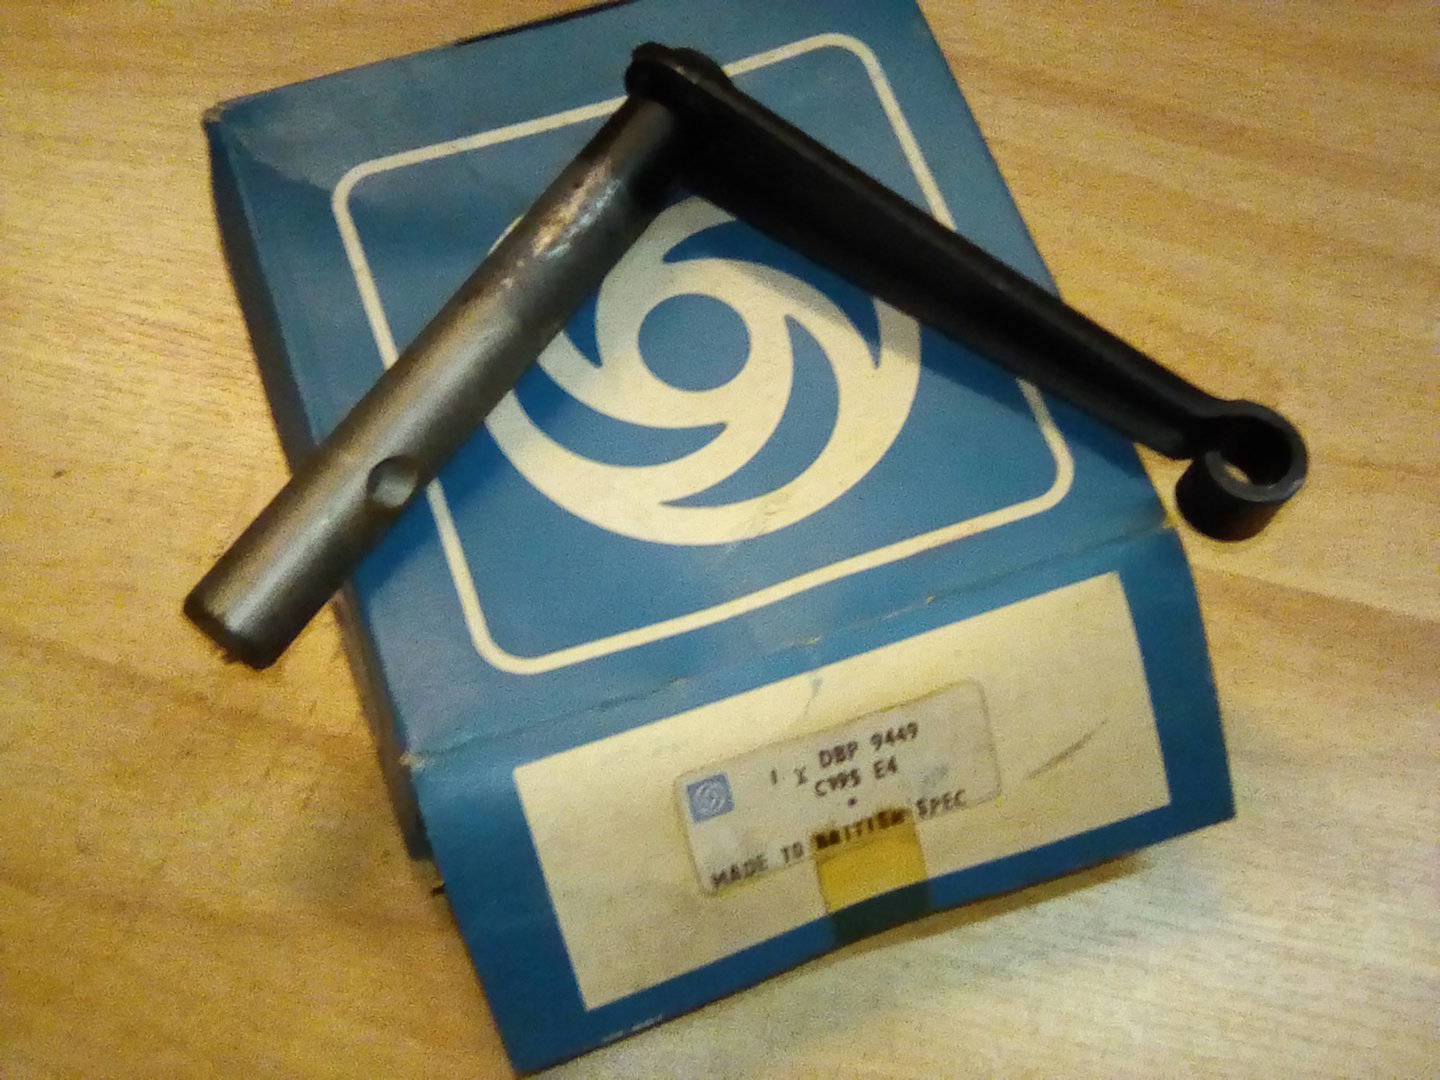 1 x DBP 9449
C995 E4
MADE TO BRITISH SPEC